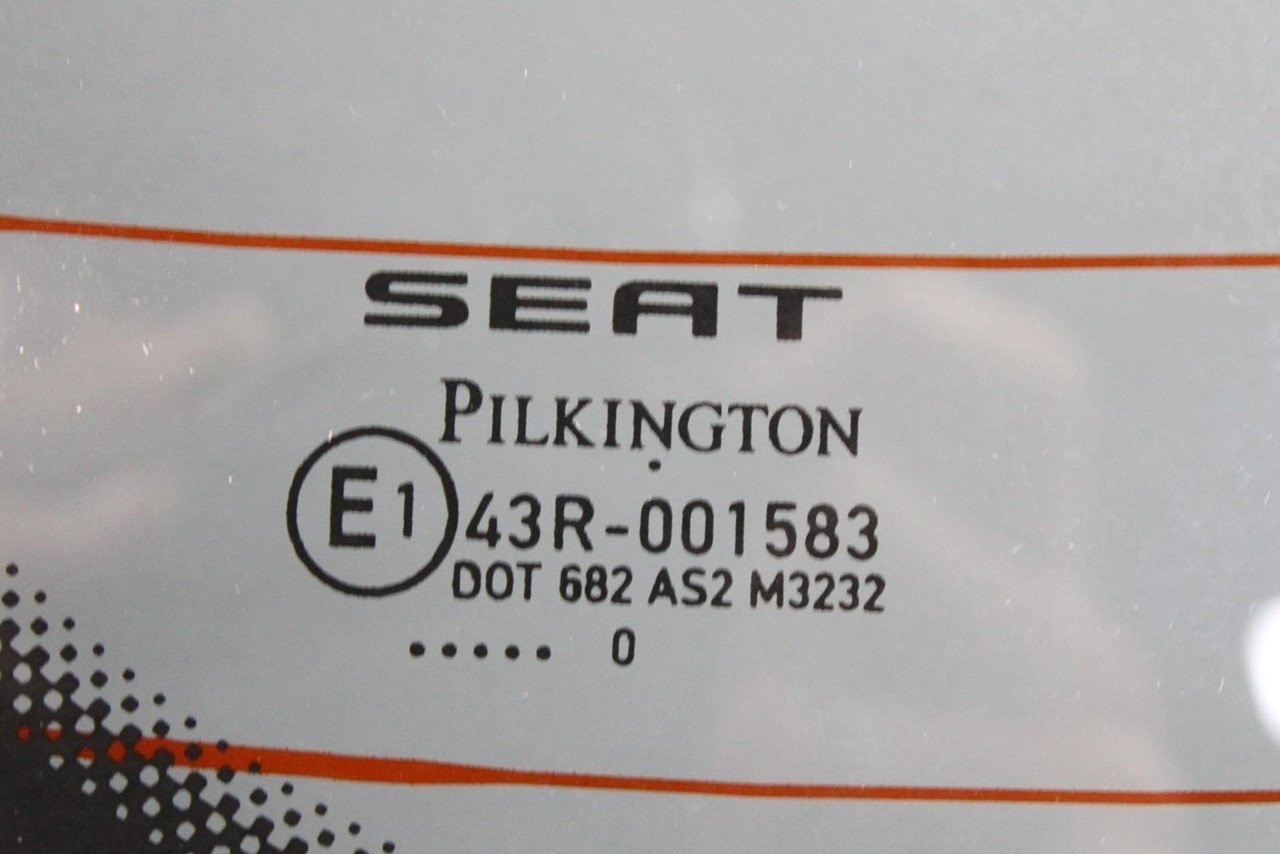 SEAT
PILKINGTON
E1 43R-001583
DOT 682 AS2 M3232
..... 0